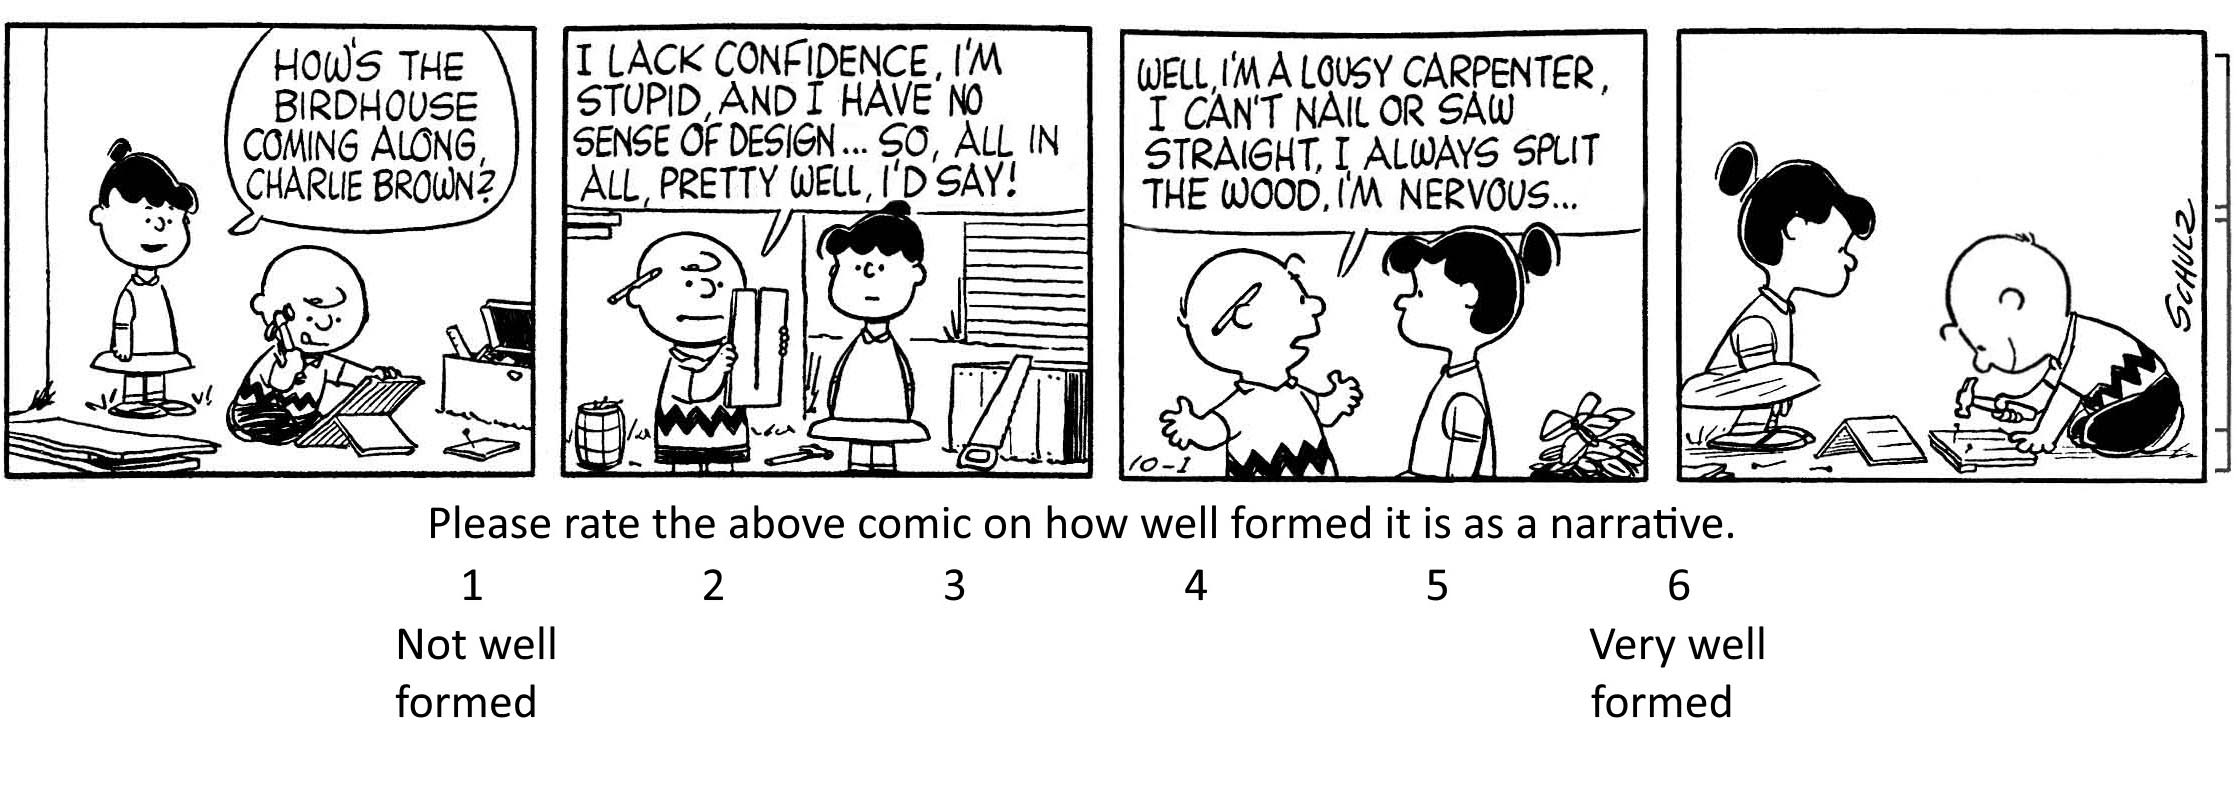 HOW'S THE
BIRDHOUSE
COMING ALONG,
CHARLIE BROWN?
I LACK CONFIDENCE, I'M
STUPID, AND I HAVE NO
SENSE OF DESIGN... SO, ALL IN
ALL, PRETTY WELL, I'D SAY!
WELL, I'M A LOUSY CARPENTER,
I CAN'T NAIL OR SAW
STRAIGHT, I ALWAYS SPLIT
THE WOOD, I'M NERVOUS...
10-1
SCHULZ
Please rate the above comic on how well formed it is as a narrative.
1 2 3 4 5 6
Not well
formed
Very well
formed